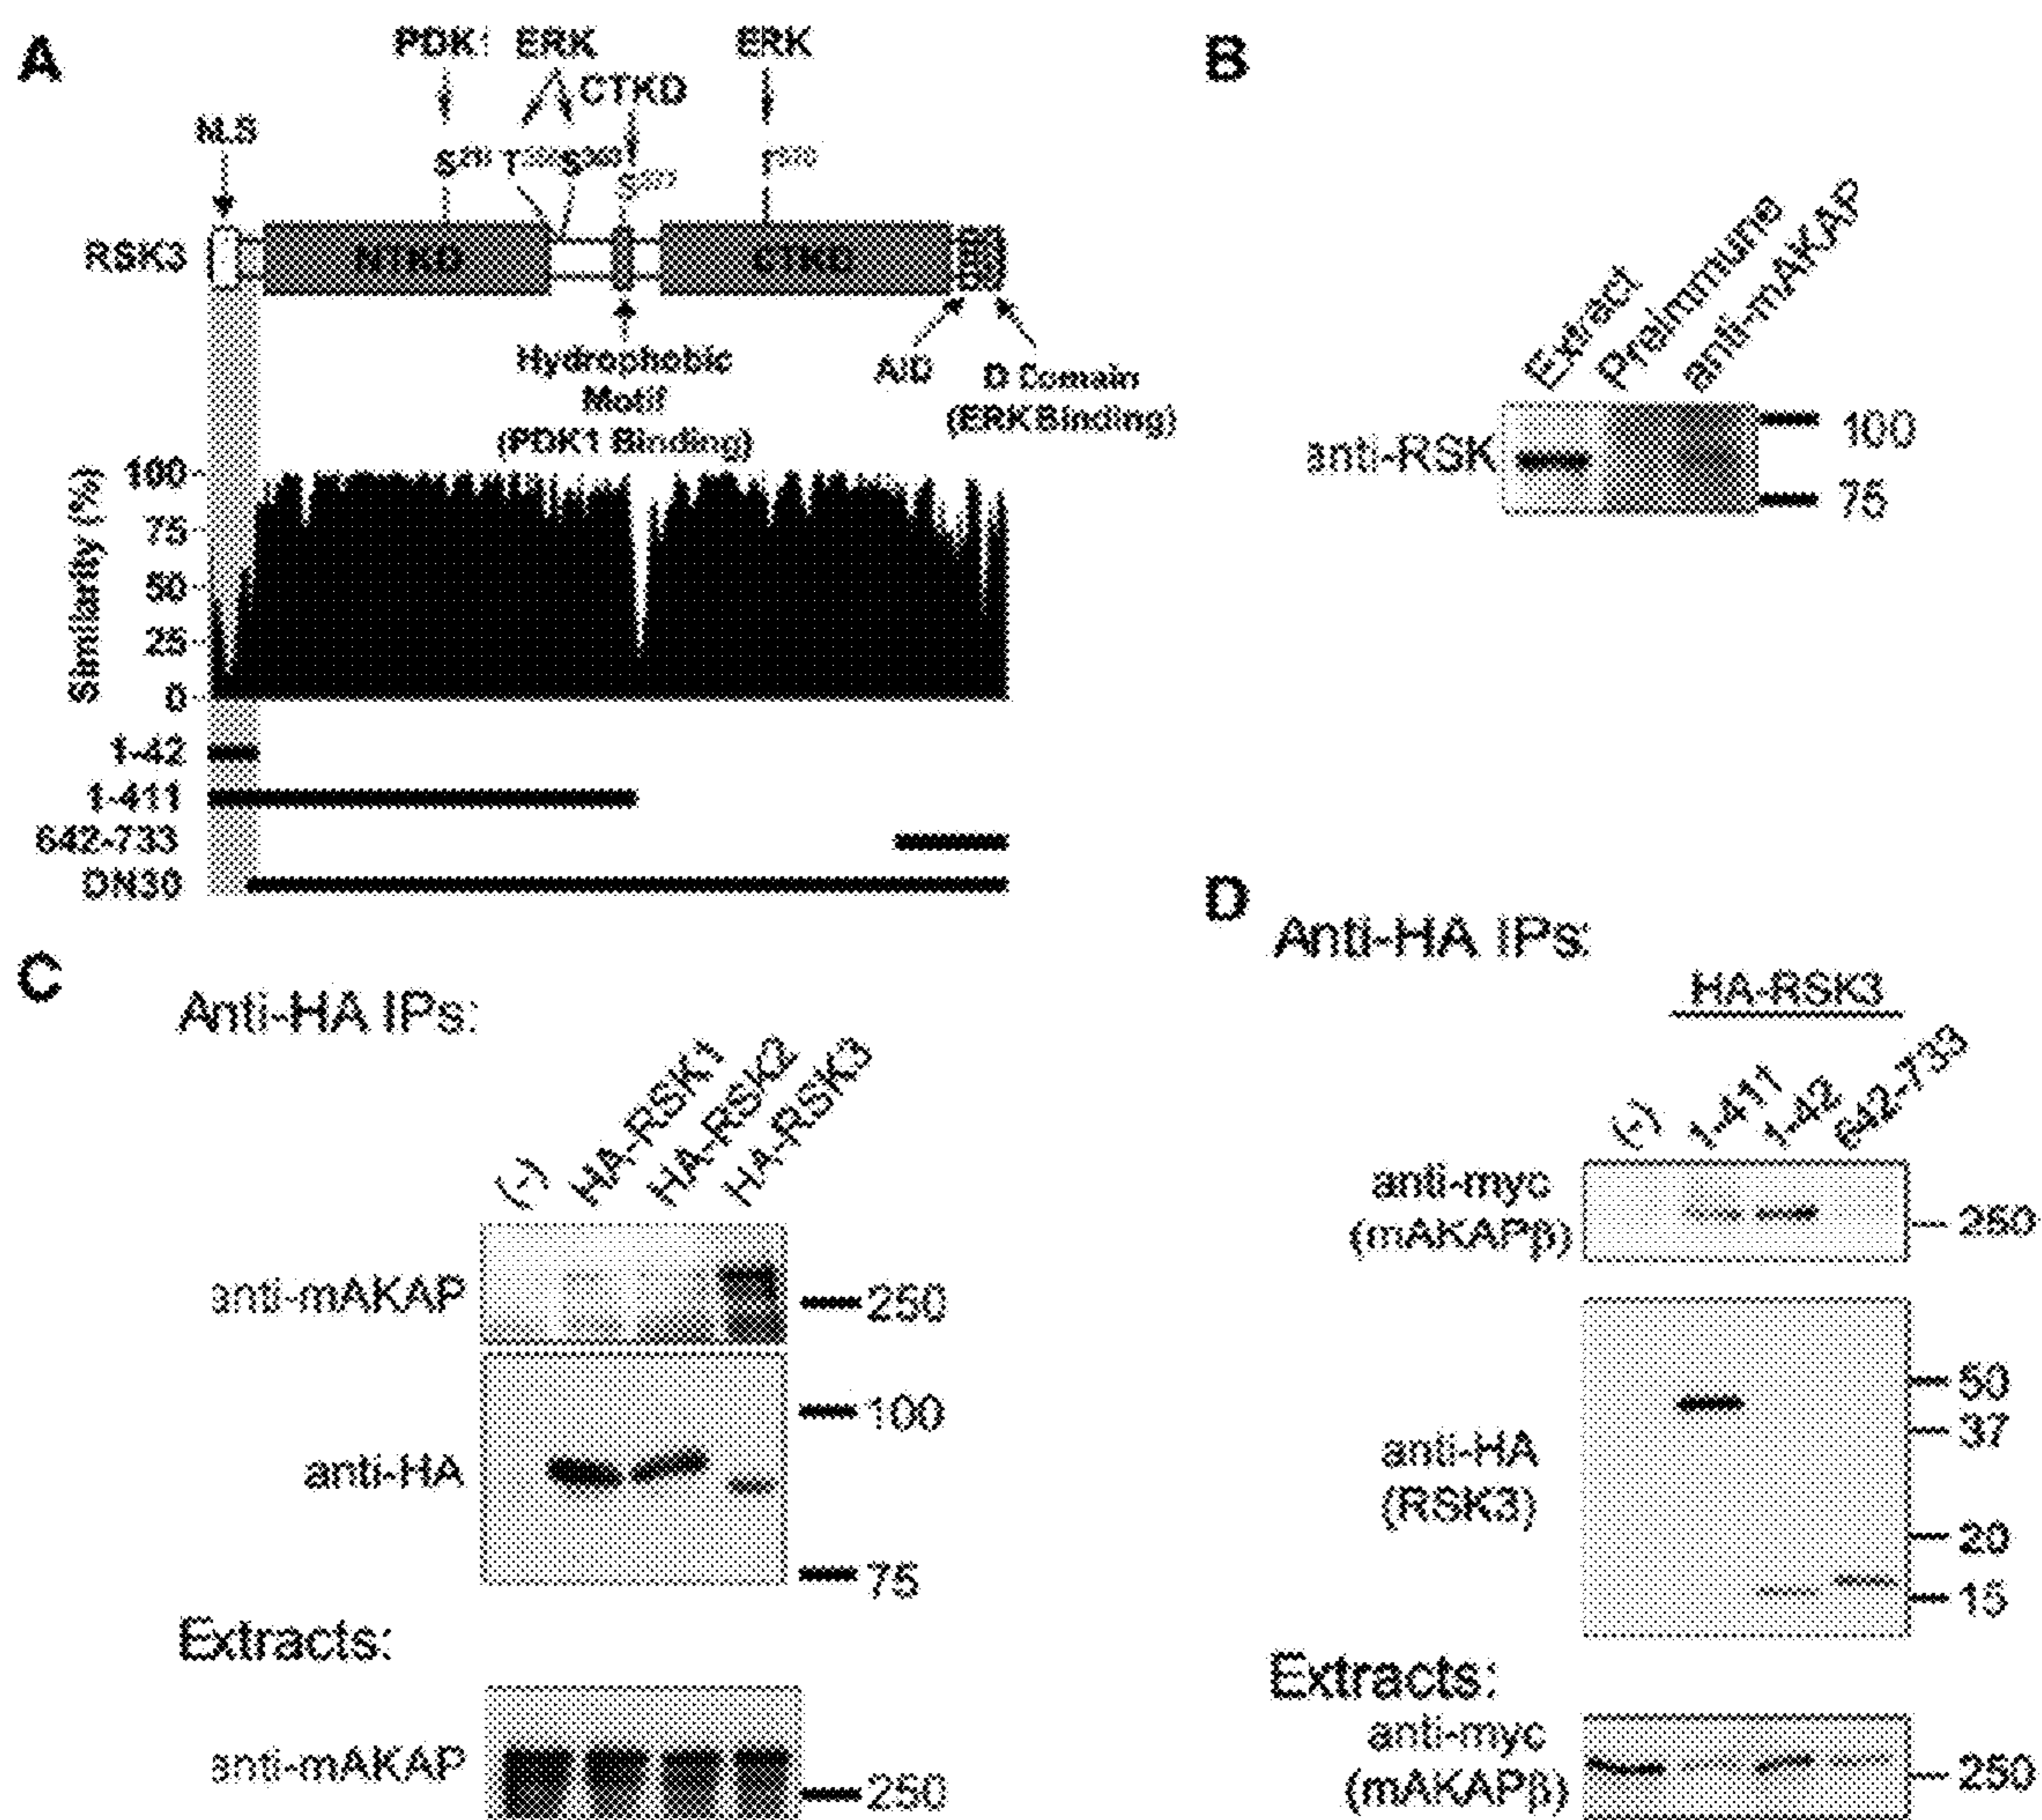 A
PDK1 ERK ERK
CTKD
NLS
RSK3
NTKD
CTKD
Hydrophobic
Motif
(PDK1 Binding)
AID
D Domain
(ERK Binding)
Similarity (%)
100
75
50
25
0
1-42
1-411
642-733
DN30
B
Extract
Preimmune
anti-mAKAP
anti-RSK
100
75
C
Anti-HA IPs:
(-)
HA-RSK1
HA-RSK2
HA-RSK3
anti-mAKAP
250
100
anti-HA
75
Extracts:
anti-mAKAP
250
D
Anti-HA IPs:
HA-RSK3
(-)
1-411
1-42
642-733
anti-myc
(mAKAPβ)
250
50
37
anti-HA
(RSK3)
20
15
Extracts:
anti-myc
(mAKAPβ)
250